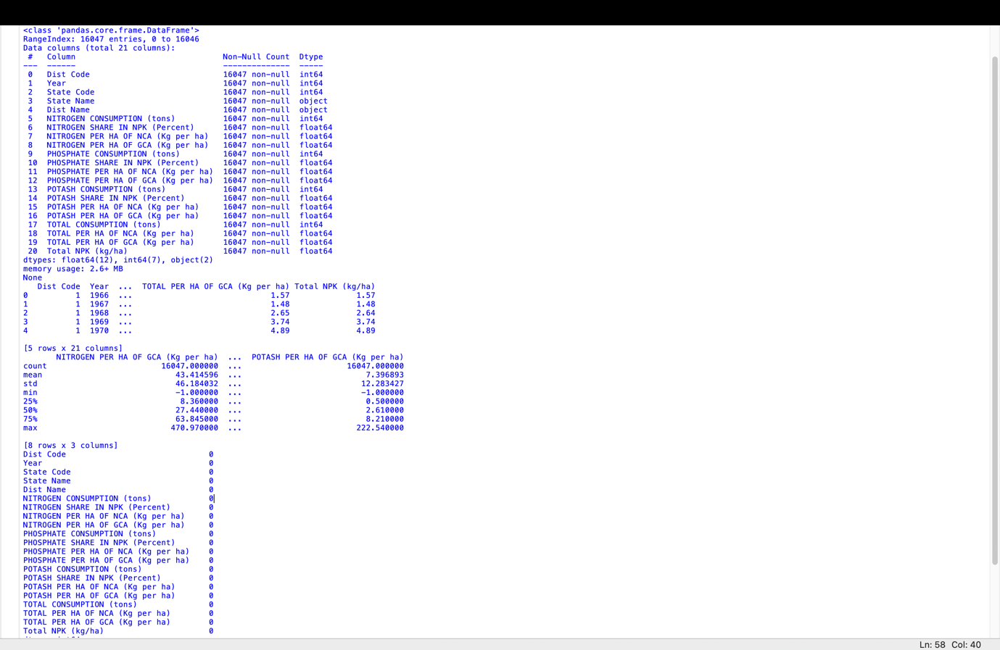 <class 'pandas.core.frame.DataFrame'>
RangeIndex: 16047 entries, 0 to 16046
Data columns (total 21 columns):
 #   Column                               Non-Null Count  Dtype
---  ------                               --------------  -----
 0   Dist Code                            16047 non-null  int64
 1   Year                                 16047 non-null  int64
 2   State Code                           16047 non-null  int64
 3   State Name                           16047 non-null  object
 4   Dist Name                            16047 non-null  object
 5   NITROGEN CONSUMPTION (tons)          16047 non-null  int64
 6   NITROGEN SHARE IN NPK (Percent)      16047 non-null  float64
 7   NITROGEN PER HA OF NCA (Kg per ha)   16047 non-null  float64
 8   NITROGEN PER HA OF GCA (Kg per ha)   16047 non-null  float64
 9   PHOSPHATE CONSUMPTION (tons)         16047 non-null  int64
 10  PHOSPHATE SHARE IN NPK (Percent)     16047 non-null  float64
 11  PHOSPHATE PER HA OF NCA (Kg per ha)  16047 non-null  float64
 12  PHOSPHATE PER HA OF GCA (Kg per ha)  16047 non-null  float64
 13  POTASH CONSUMPTION (tons)            16047 non-null  int64
 14  POTASH SHARE IN NPK (Percent)        16047 non-null  float64
 15  POTASH PER HA OF NCA (Kg per ha)     16047 non-null  float64
 16  POTASH PER HA OF GCA (Kg per ha)     16047 non-null  float64
 17  TOTAL CONSUMPTION (tons)             16047 non-null  int64
 18  TOTAL PER HA OF NCA (Kg per ha)      16047 non-null  float64
 19  TOTAL PER HA OF GCA (Kg per ha)      16047 non-null  float64
 20  Total NPK (kg/ha)                    16047 non-null  float64
dtypes: float64(12), int64(7), object(2)
memory usage: 2.6+ MB
None
   Dist Code  Year  ...  TOTAL PER HA OF GCA (Kg per ha) Total NPK (kg/ha)
0          1  1966  ...                             1.57              1.57
1          1  1967  ...                             1.48              1.48
2          1  1968  ...                             2.65              2.64
3          1  1969  ...                             3.74              3.74
4          1  1970  ...                             4.89              4.89
[5 rows x 21 columns]
       NITROGEN PER HA OF GCA (Kg per ha)  ...  POTASH PER HA OF GCA (Kg per ha)
count                        16047.000000  ...                      16047.000000
mean                            43.414596  ...                          7.396893
std                             46.184032  ...                         12.283427
min                             -1.000000  ...                         -1.000000
25%                              8.360000  ...                          0.500000
50%                             27.440000  ...                          2.610000
75%                             63.845000  ...                          8.210000
max                            470.970000  ...                        222.540000
[8 rows x 3 columns]
Dist Code                              0
Year                                   0
State Code                             0
State Name                             0
Dist Name                              0
NITROGEN CONSUMPTION (tons)            0
NITROGEN SHARE IN NPK (Percent)        0
NITROGEN PER HA OF NCA (Kg per ha)     0
NITROGEN PER HA OF GCA (Kg per ha)     0
PHOSPHATE CONSUMPTION (tons)           0
PHOSPHATE SHARE IN NPK (Percent)       0
PHOSPHATE PER HA OF NCA (Kg per ha)    0
PHOSPHATE PER HA OF GCA (Kg per ha)    0
POTASH CONSUMPTION (tons)              0
POTASH SHARE IN NPK (Percent)          0
POTASH PER HA OF NCA (Kg per ha)       0
POTASH PER HA OF GCA (Kg per ha)       0
TOTAL CONSUMPTION (tons)               0
TOTAL PER HA OF NCA (Kg per ha)        0
TOTAL PER HA OF GCA (Kg per ha)        0
Total NPK (kg/ha)                      0
Ln: 58 Col: 40